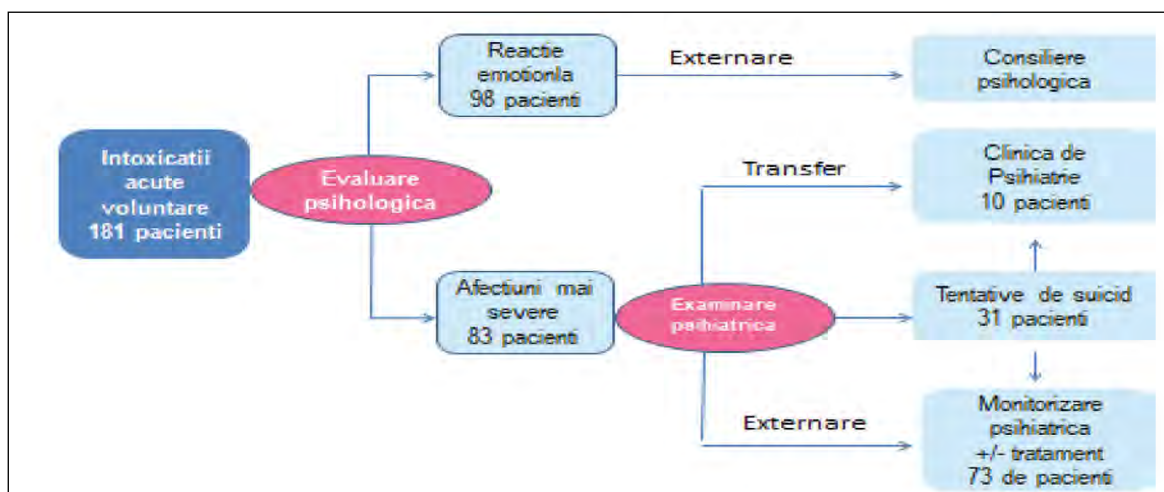 Reactie
emotionla
98 pacienti
Externare
Consiliere
psihologica
Intoxicatii
acute
voluntare
181 pacienti
Evaluare
psihologica
Transfer
Clinica de
Psihiatrie
10 pacienti
Afectiuni mai
severe
83 pacienti
Examinare
psihiatrica
Tentative de suicid
31 pacienti
Externare
Monitorizare
psihiatrica
+/- tratament
73 de pacienti